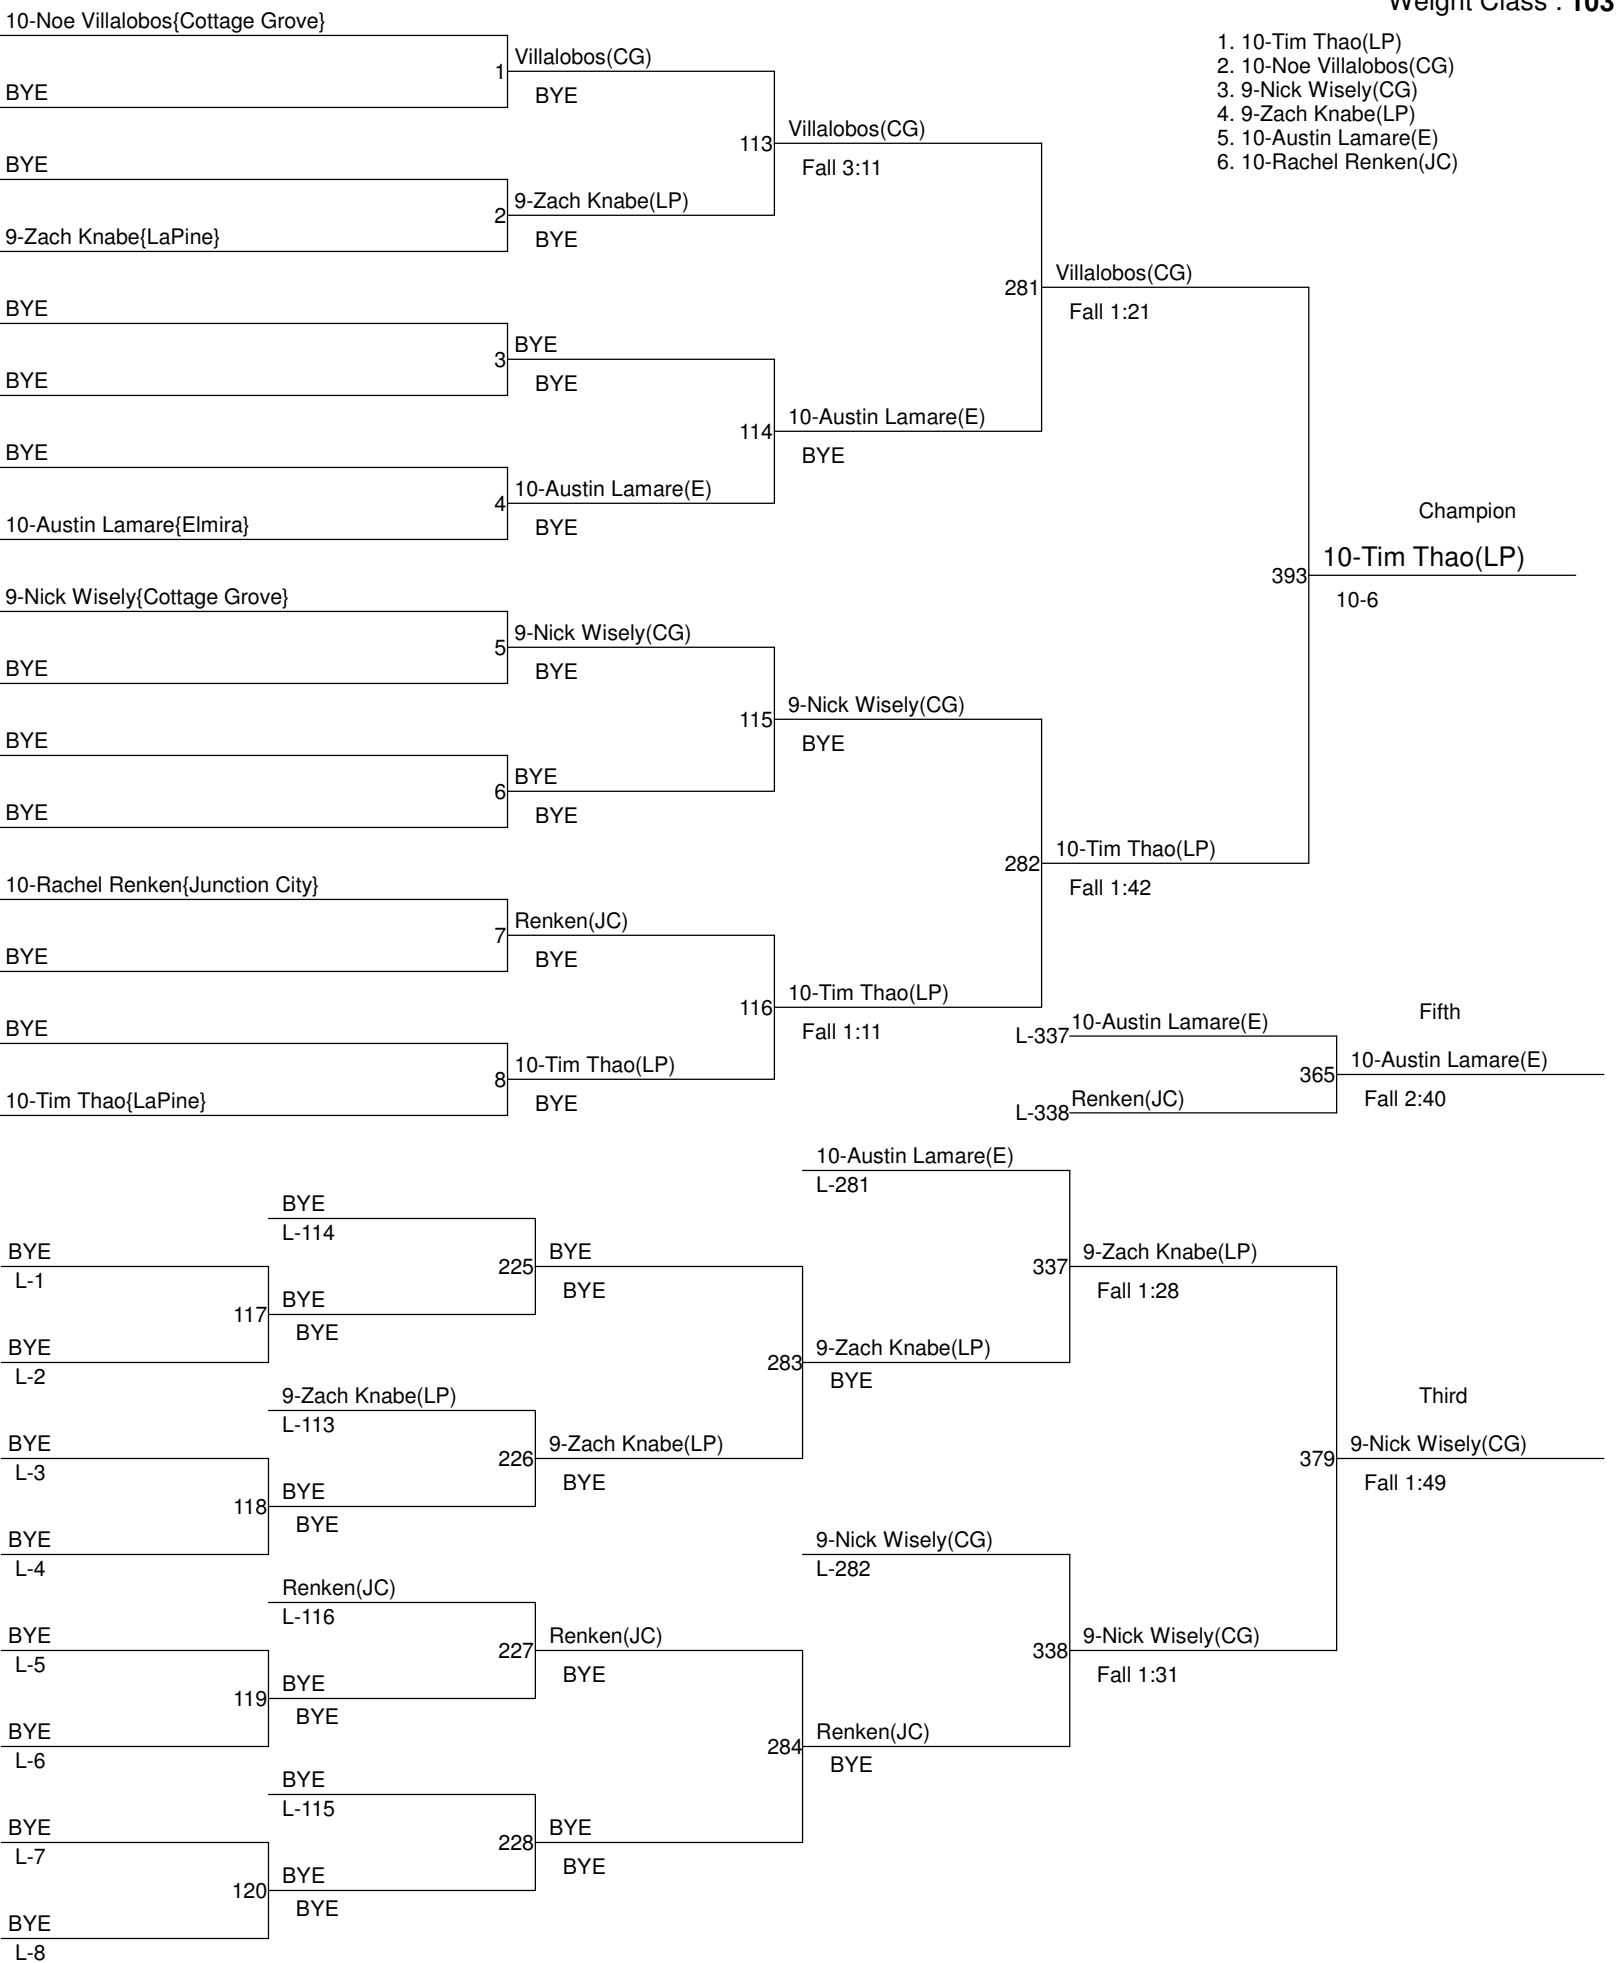 Weight Class : 103
10-Noe Villalobos{Cottage Grove}
1. 10-Tim Thao(LP)
2. 10-Noe Villalobos(CG)
3. 9-Nick Wisely(CG)
4. 9-Zach Knabe(LP)
5. 10-Austin Lamare(E)
6. 10-Rachel Renken(JC)
Villalobos(CG)
1
BYE
BYE
Villalobos(CG)
113
Fall 3:11
BYE
9-Zach Knabe(LP)
2
9-Zach Knabe{LaPine}
BYE
Villalobos(CG)
281
Fall 1:21
BYE
BYE
3
BYE
BYE
10-Austin Lamare(E)
114
BYE
BYE
10-Austin Lamare(E)
4
10-Austin Lamare{Elmira}
BYE
Champion
10-Tim Thao(LP)
393
10-6
9-Nick Wisely{Cottage Grove}
9-Nick Wisely(CG)
5
BYE
BYE
9-Nick Wisely(CG)
115
BYE
BYE
BYE
6
BYE
BYE
10-Tim Thao(LP)
282
Fall 1:42
10-Rachel Renken{Junction City}
Renken(JC)
7
BYE
BYE
10-Tim Thao(LP)
116
Fall 1:11
BYE
10-Tim Thao(LP)
8
10-Tim Thao{LaPine}
BYE
Fifth
10-Austin Lamare(E)
L-337
10-Austin Lamare(E)
365
Fall 2:40
Renken(JC)
L-338
10-Austin Lamare(E)
L-281
BYE
L-114
BYE
L-1
BYE
225
BYE
9-Zach Knabe(LP)
337
Fall 1:28
117
BYE
BYE
BYE
L-2
9-Zach Knabe(LP)
283
BYE
9-Zach Knabe(LP)
L-113
Third
BYE
L-3
9-Zach Knabe(LP)
226
BYE
9-Nick Wisely(CG)
379
Fall 1:49
118
BYE
BYE
BYE
L-4
9-Nick Wisely(CG)
L-282
Renken(JC)
L-116
BYE
L-5
Renken(JC)
227
BYE
9-Nick Wisely(CG)
338
Fall 1:31
119
BYE
BYE
BYE
L-6
Renken(JC)
284
BYE
BYE
L-115
BYE
L-7
BYE
228
BYE
120
BYE
BYE
BYE
L-8